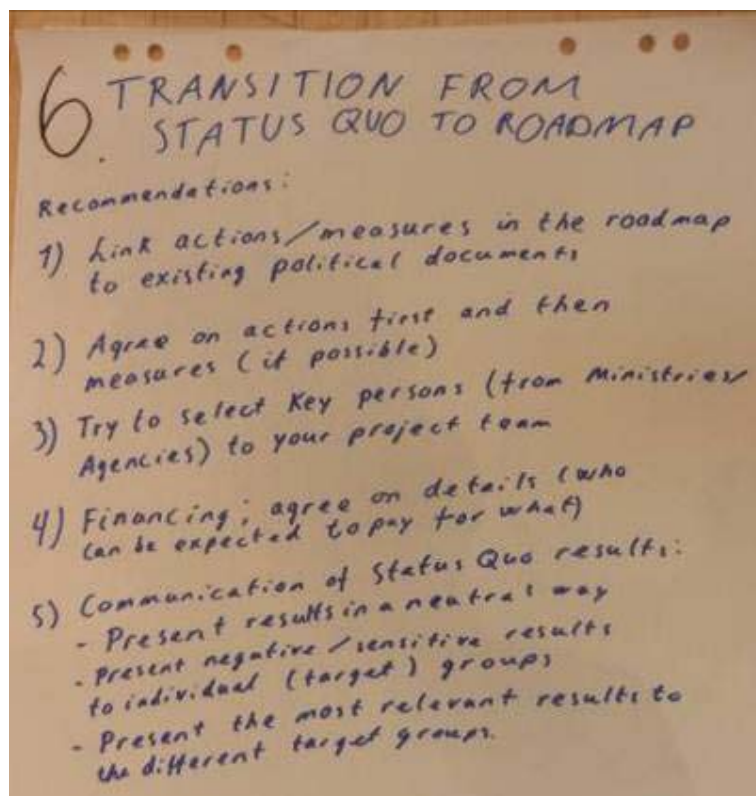 6. TRANSITION FROM
STATUS QUO TO ROADMAP
Recommendations:
1) Link actions/measures in the roadmap
to existing political documents
2) Agree on actions first and then
measures (if possible)
3) Try to select Key persons (from Ministries/
Agencies) to your project team
4) Financing; agree on details (who
can be expected to pay for what)
5) Communication of Status Quo results:
- Present results in a neutral way
- Present negative/sensitive results
to individual (target) groups
- Present the most relevant results to
the different target groups.